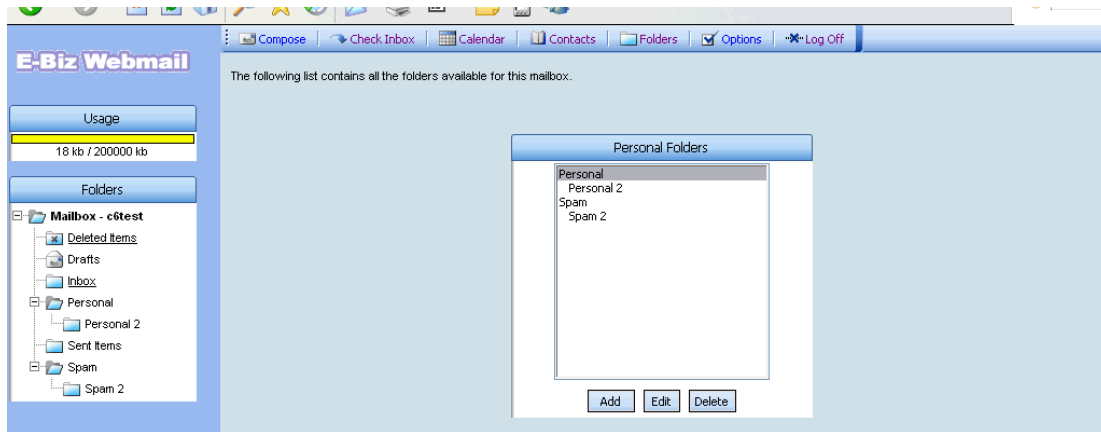 Compose
Check Inbox
Calendar
Contacts
Folders
Options
Log Off
E-Biz Webmail
The following list contains all the folders available for this mailbox.
Usage
18 kb / 200000 kb
Folders
Mailbox - c6test
Deleted Items
Drafts
Inbox
Personal
Personal 2
Sent Items
Spam
Spam 2
Personal Folders
Personal
Personal 2
Spam
Spam 2
Add
Edit
Delete